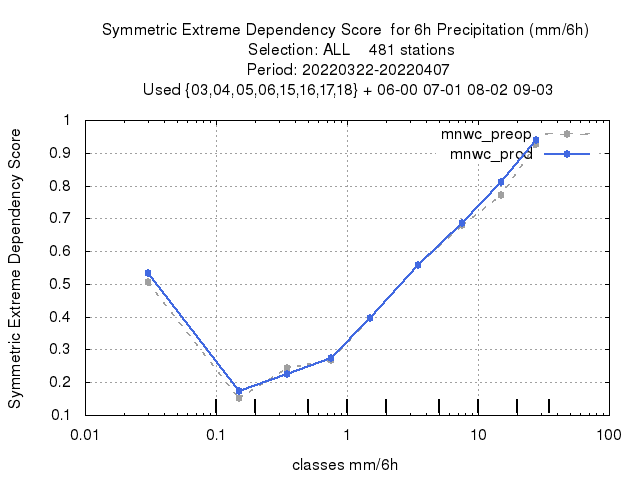 Symmetric Extreme Dependency Score  for 6h Precipitation (mm/6h)
Selection: ALL    481 stations
Period: 20220322-20220407
Used {03,04,05,06,15,16,17,18} + 06-00 07-01 08-02 09-03
Symmetric Extreme Dependency Score
1
0.9
0.8
0.7
0.6
0.5
0.4
0.3
0.2
0.1
mnwc_preop
mnwc_prod
0.01 0.1 1 10 100
classes mm/6h